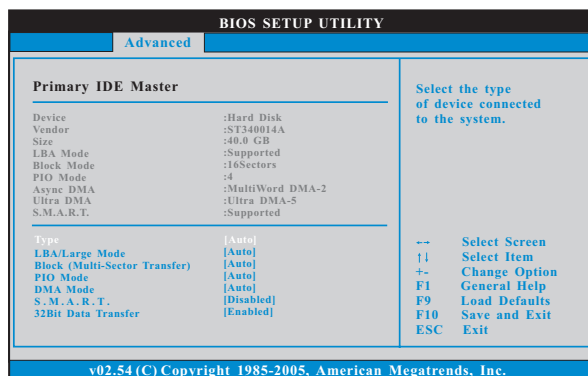 BIOS SETUP UTILITY
Advanced
Primary IDE Master
Device :Hard Disk
Vendor :ST340014A
Size :40.0 GB
LBA Mode :Supported
Block Mode :16Sectors
PIO Mode :4
Async DMA :MultiWord DMA-2
Ultra DMA :Ultra DMA-5
S.M.A.R.T. :Supported
Type [Auto]
LBA/Large Mode [Auto]
Block (Multi-Sector Transfer) [Auto]
PIO Mode [Auto]
DMA Mode [Auto]
S.M.A.R.T. [Disabled]
32Bit Data Transfer [Enabled]
Select the type
of device connected
to the system.
←→ Select Screen
↑↓ Select Item
+- Change Option
F1 General Help
F9 Load Defaults
F10 Save and Exit
ESC Exit
v02.54 (C) Copyright 1985-2005, American Megatrends, Inc.